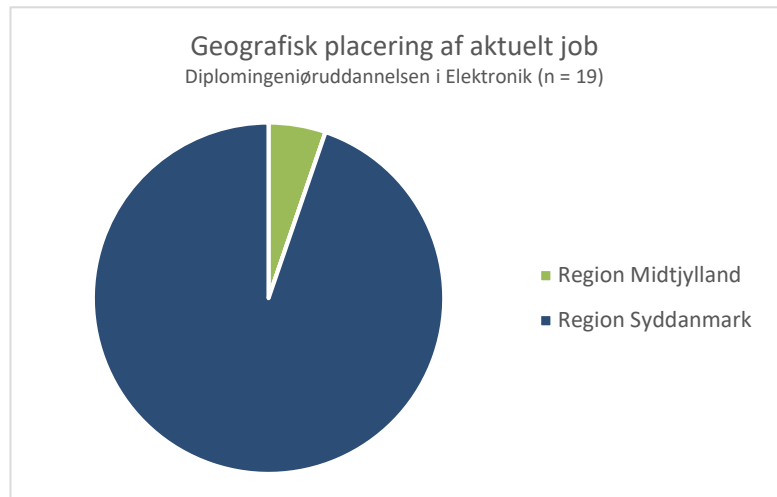 Geografisk placering af aktuelt job
Diplomingeniøruddannelsen i Elektronik (n = 19)
Region Midtjylland
Region Syddanmark